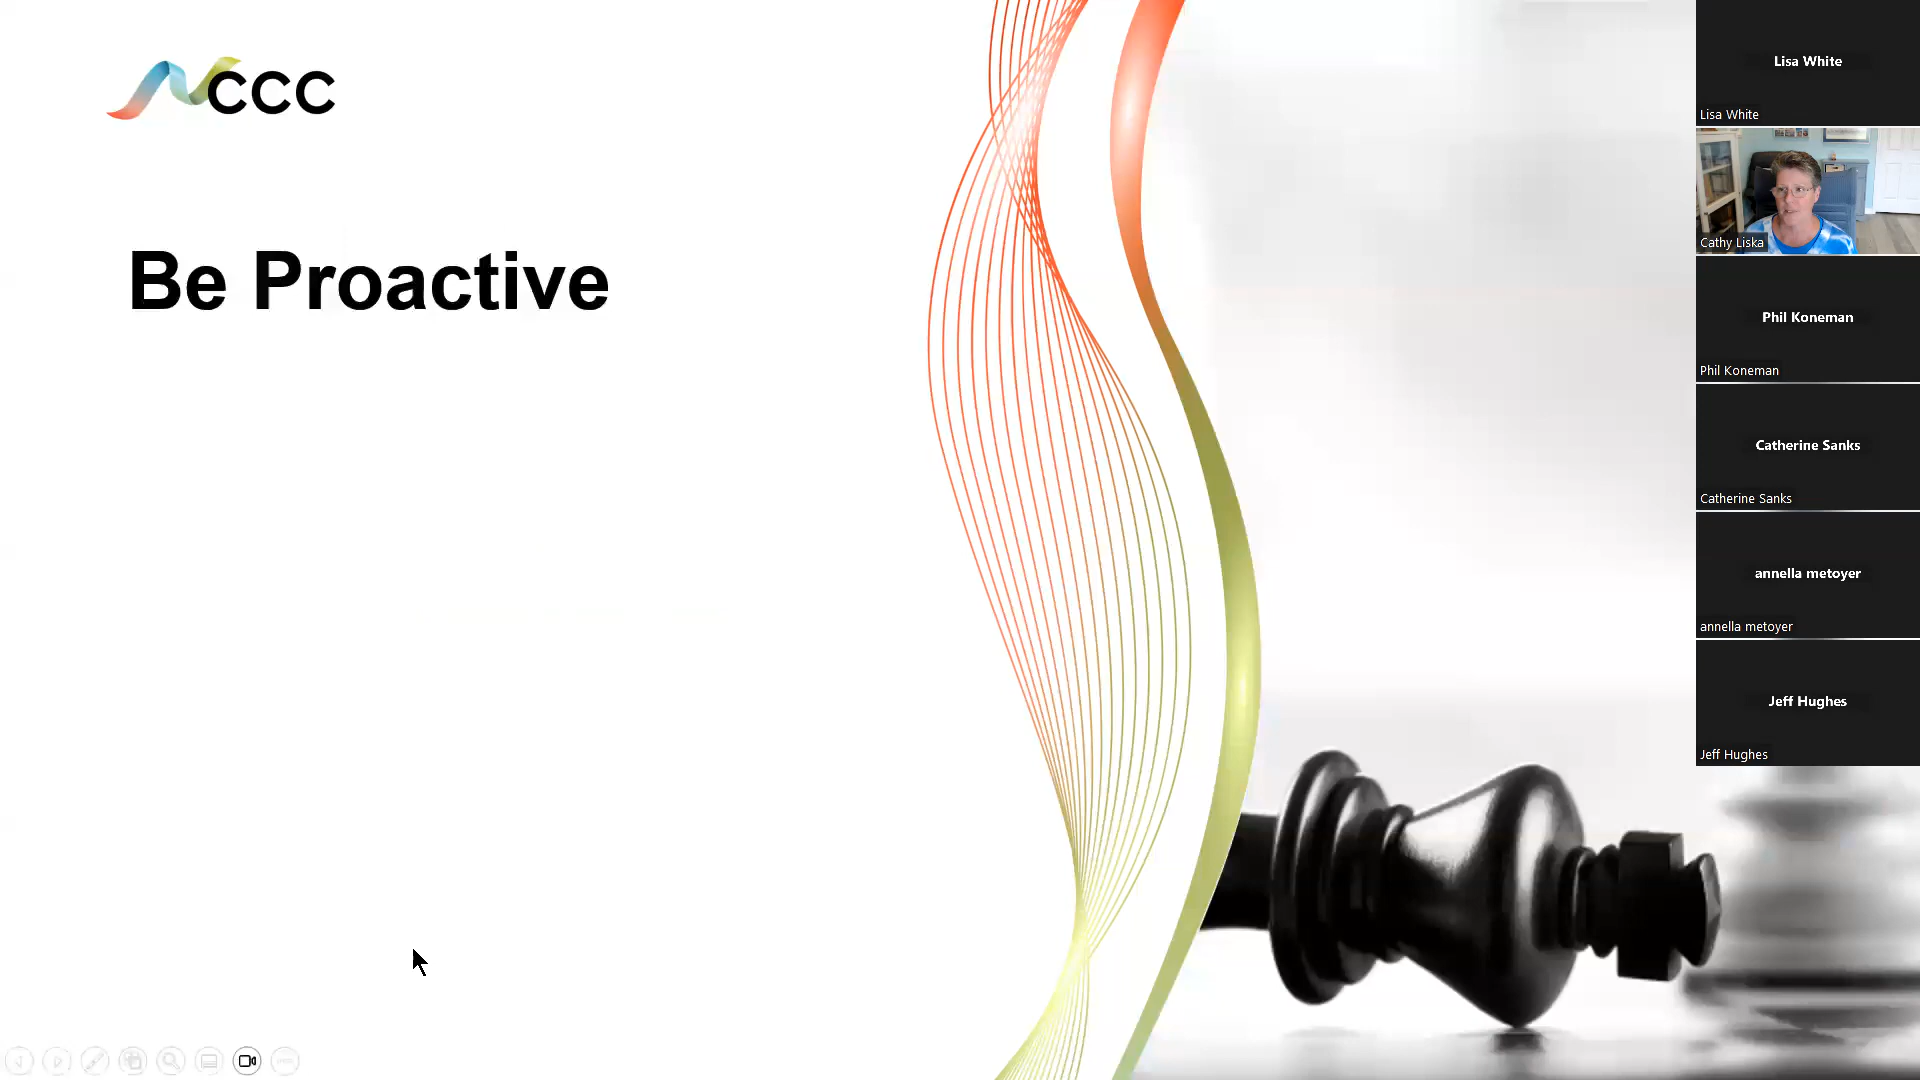 CCC
Be Proactive
Lisa White
Lisa White
Cathy Liska
Phil Koneman
Phil Koneman
Catherine Sanks
Catherine Sanks
annella metoyer
annella metoyer
Jeff Hughes
Jeff Hughes